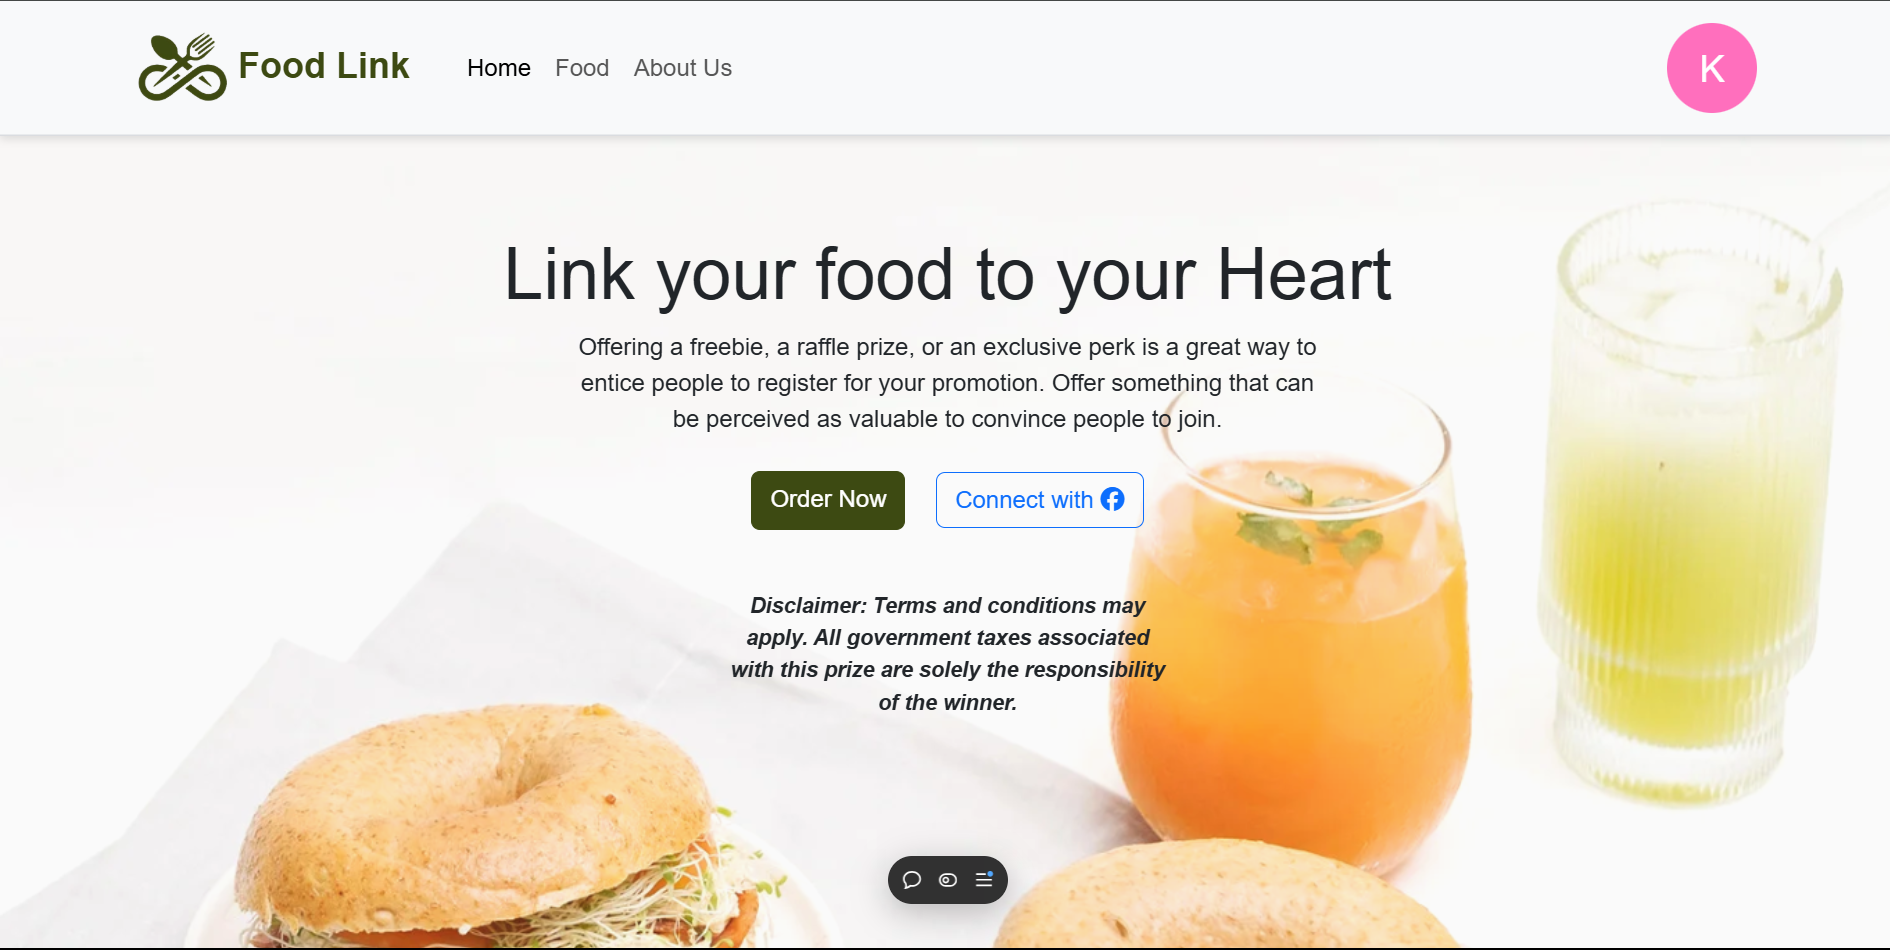 Food Link
Home
Food
About Us
K
Link your food to your Heart
Offering a freebie, a raffle prize, or an exclusive perk is a great way to
entice people to register for your promotion. Offer something that can
be perceived as valuable to convince people to join.
Order Now
Connect with
Disclaimer: Terms and conditions may
apply. All government taxes associated
with this prize are solely the responsibility
of the winner.